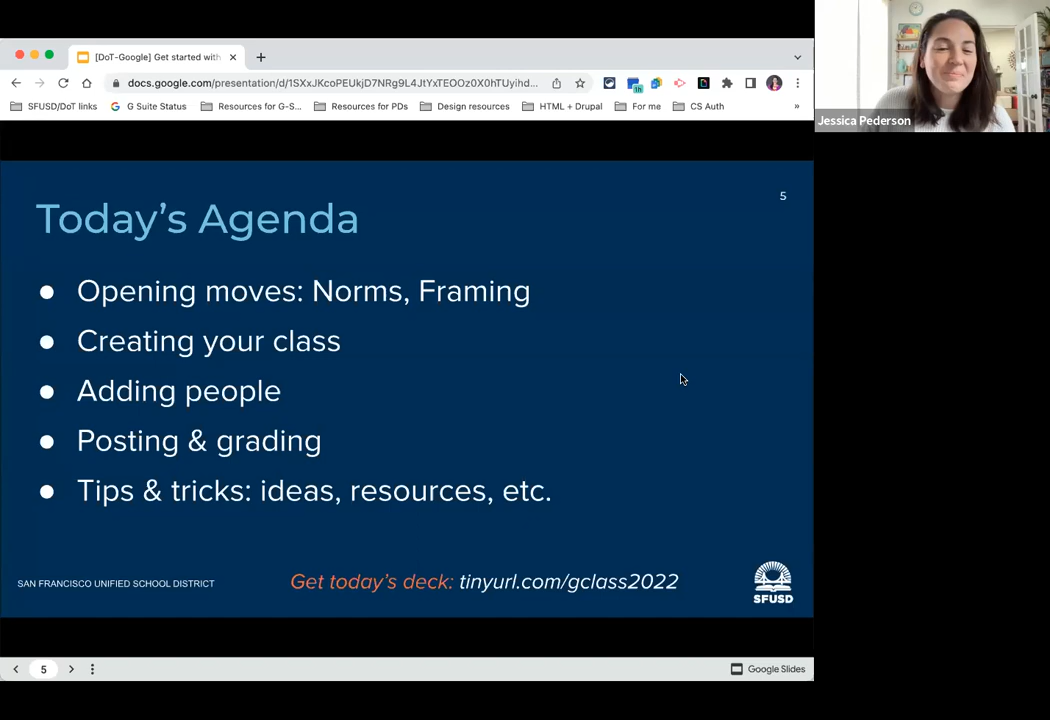 [DoT-Google] Get started with
docs.google.com/presentation/d/1SXxJKcoPEUkjD7NRg9L4JtYxTEOOz0X0hTUyihd...
SFUSD/DoT links
G Suite Status
Resources for G-S...
Resources for PDs
Design resources
HTML + Drupal
For me
CS Auth
»
Jessica Pederson
5
Today's Agenda
● Opening moves: Norms, Framing
● Creating your class
● Adding people
● Posting & grading
● Tips & tricks: ideas, resources, etc.
SAN FRANCISCO UNIFIED SCHOOL DISTRICT
Get today's deck: tinyurl.com/gclass2022
SFUSD
5
Google Slides